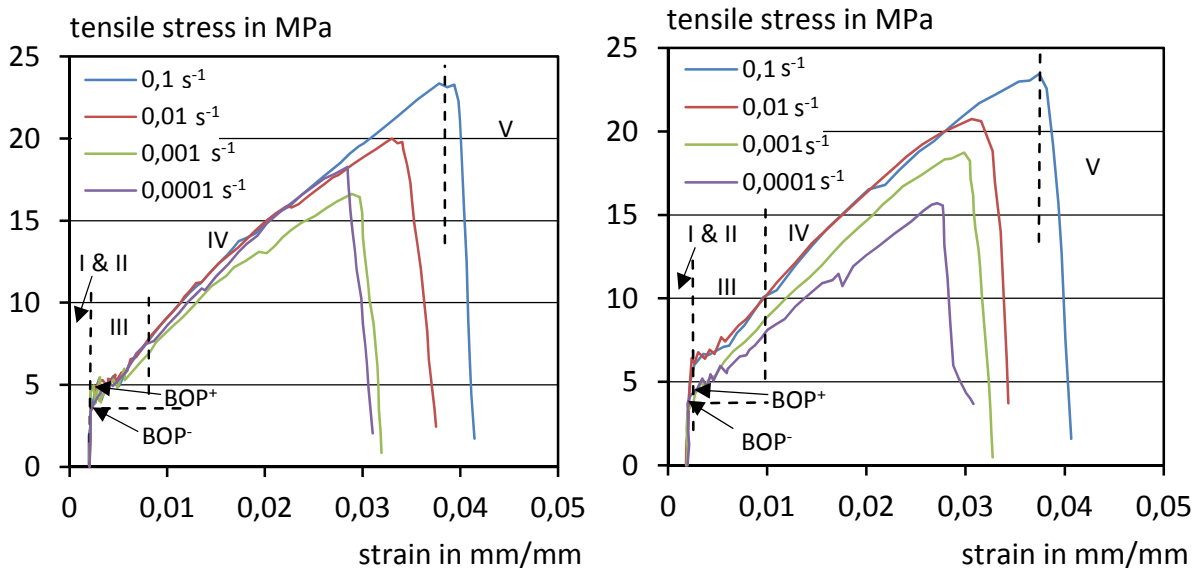 tensile stress in MPa
25
20
15
10
5
0
0,1 s⁻¹
0,01 s⁻¹
0,001 s⁻¹
0,0001 s⁻¹
V
IV
I & II
III
BOP⁺
BOP⁻
0 0,01 0,02 0,03 0,04 0,05
strain in mm/mm
tensile stress in MPa
25
20
15
10
5
0
0,1 s⁻¹
0,01 s⁻¹
0,001 s⁻¹
0,0001 s⁻¹
V
IV
I & II
III
BOP⁺
BOP⁻
0 0,01 0,02 0,03 0,04 0,05
strain in mm/mm